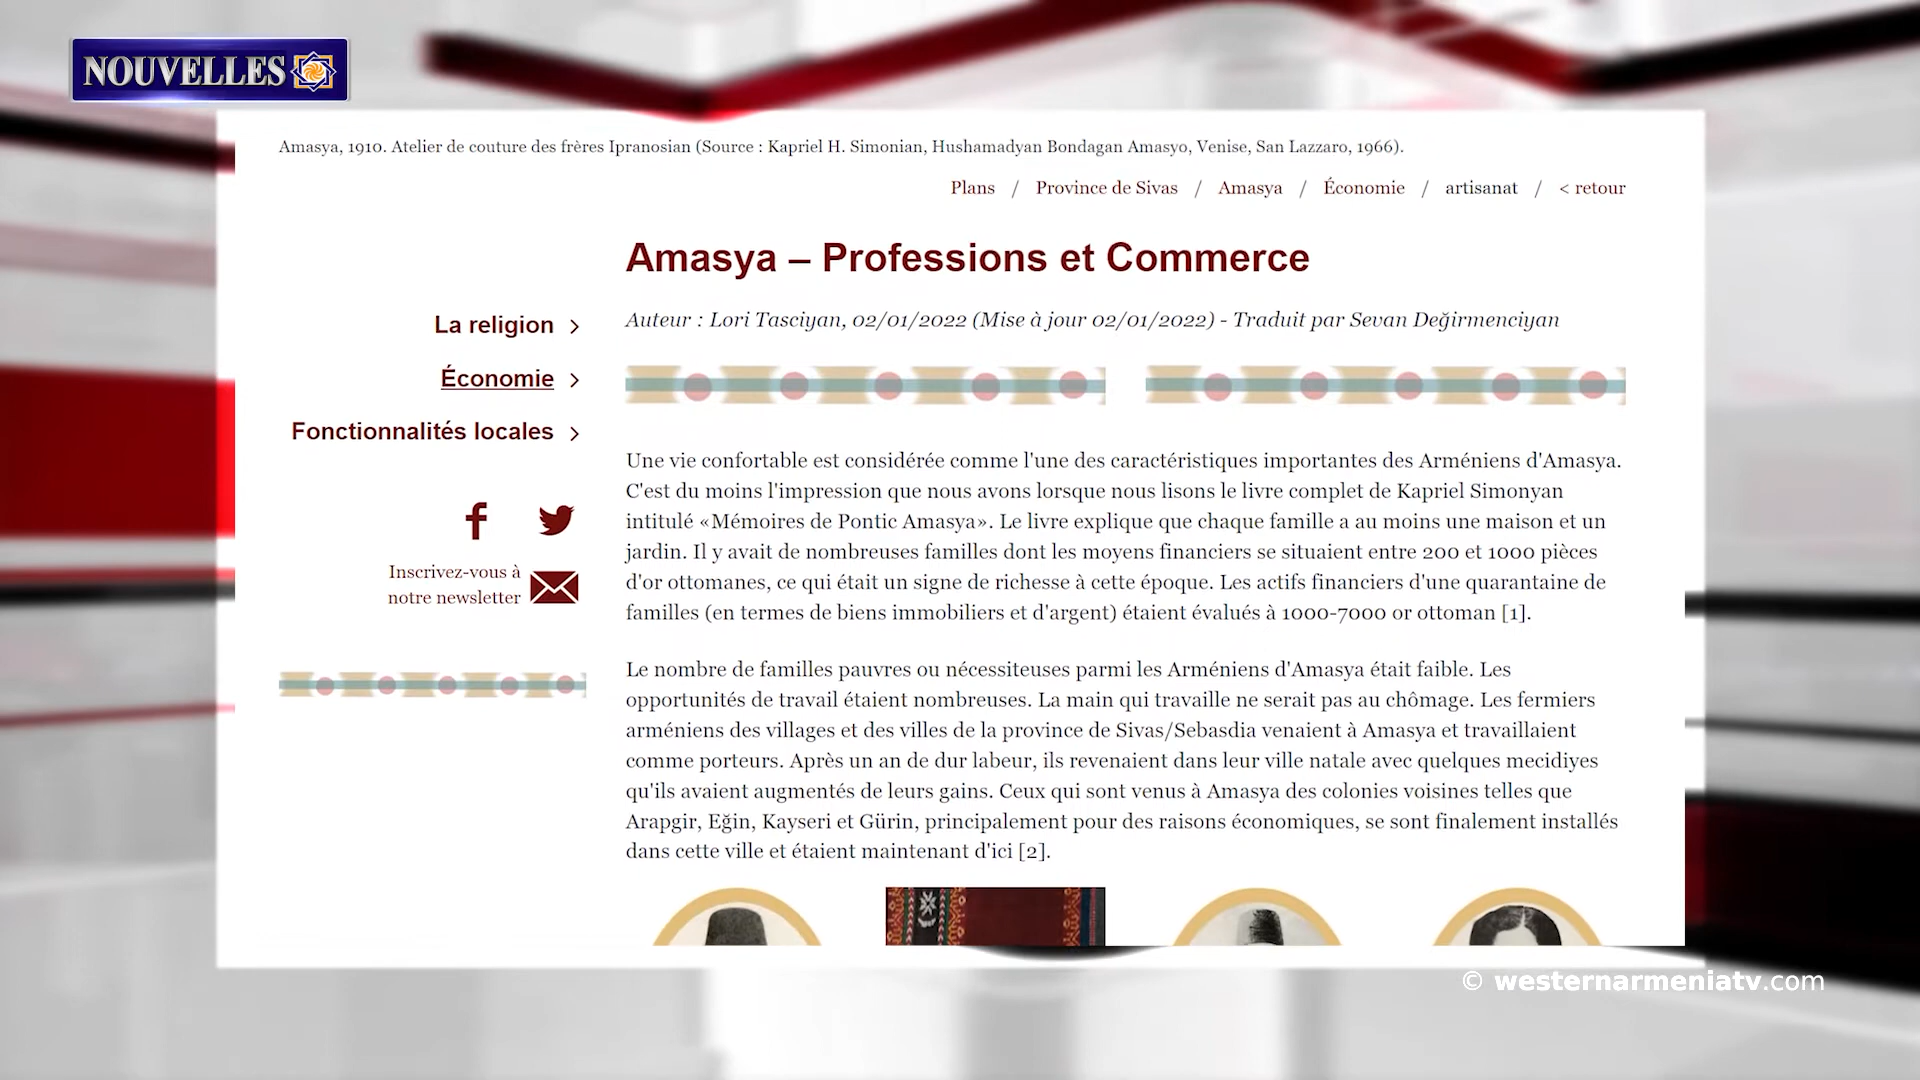 NOUVELLES
Amasya, 1910. Atelier de couture des frères Ipranosian (Source : Kapriel H. Simonian, Hushamadyan Bondagan Amasyo, Venise, San Lazzaro, 1966).
Plans / Province de Sivas / Amasya / Économie / artisanat / < retour
Amasya – Professions et Commerce
Auteur : Lori Tasciyan, 02/01/2022 (Mise à jour 02/01/2022) - Traduit par Sevan Değirmenciyan
La religion >
Économie >
Fonctionnalités locales >
Inscrivez-vous à
notre newsletter
Une vie confortable est considérée comme l'une des caractéristiques importantes des Arméniens d'Amasya.
C'est du moins l'impression que nous avons lorsque nous lisons le livre complet de Kapriel Simonyan
intitulé «Mémoires de Pontic Amasya». Le livre explique que chaque famille a au moins une maison et un
jardin. Il y avait de nombreuses familles dont les moyens financiers se situaient entre 200 et 1000 pièces
d'or ottomanes, ce qui était un signe de richesse à cette époque. Les actifs financiers d'une quarantaine de
familles (en termes de biens immobiliers et d'argent) étaient évalués à 1000-7000 or ottoman [1].
Le nombre de familles pauvres ou nécessiteuses parmi les Arméniens d'Amasya était faible. Les
opportunités de travail étaient nombreuses. La main qui travaille ne serait pas au chômage. Les fermiers
arméniens des villages et des villes de la province de Sivas/Sebasdia venaient à Amasya et travaillaient
comme porteurs. Après un an de dur labeur, ils revenaient dans leur ville natale avec quelques mecidiyes
qu'ils avaient augmentés de leurs gains. Ceux qui sont venus à Amasya des colonies voisines telles que
Arapgir, Eğin, Kayseri et Gürin, principalement pour des raisons économiques, se sont finalement installés
dans cette ville et étaient maintenant d'ici [2].
© westernarmeniatv.com